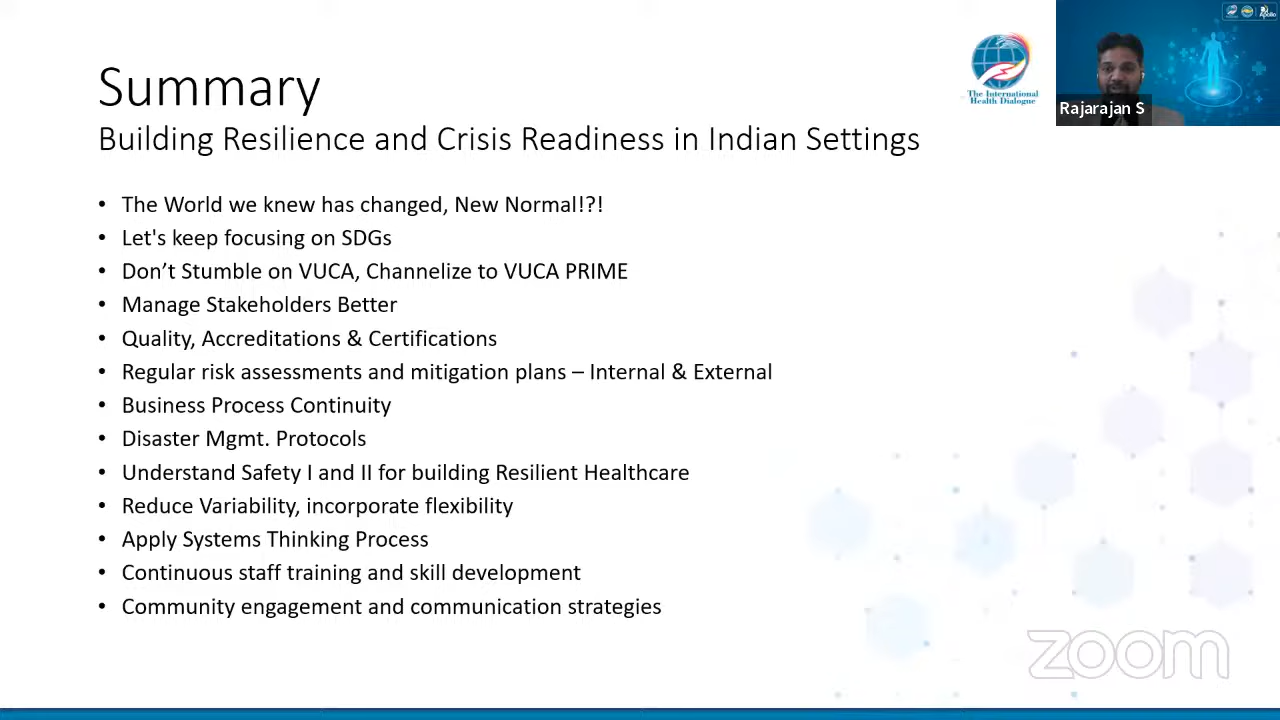 Summary
Building Resilience and Crisis Readiness in Indian Settings
• The World we knew has changed, New Normal!?!
• Let's keep focusing on SDGs
• Don’t Stumble on VUCA, Channelize to VUCA PRIME
• Manage Stakeholders Better
• Quality, Accreditations & Certifications
• Regular risk assessments and mitigation plans – Internal & External
• Business Process Continuity
• Disaster Mgmt. Protocols
• Understand Safety I and II for building Resilient Healthcare
• Reduce Variability, incorporate flexibility
• Apply Systems Thinking Process
• Continuous staff training and skill development
• Community engagement and communication strategies
The International
Health Dialogue
Apollo
Rajarajan S
zoom